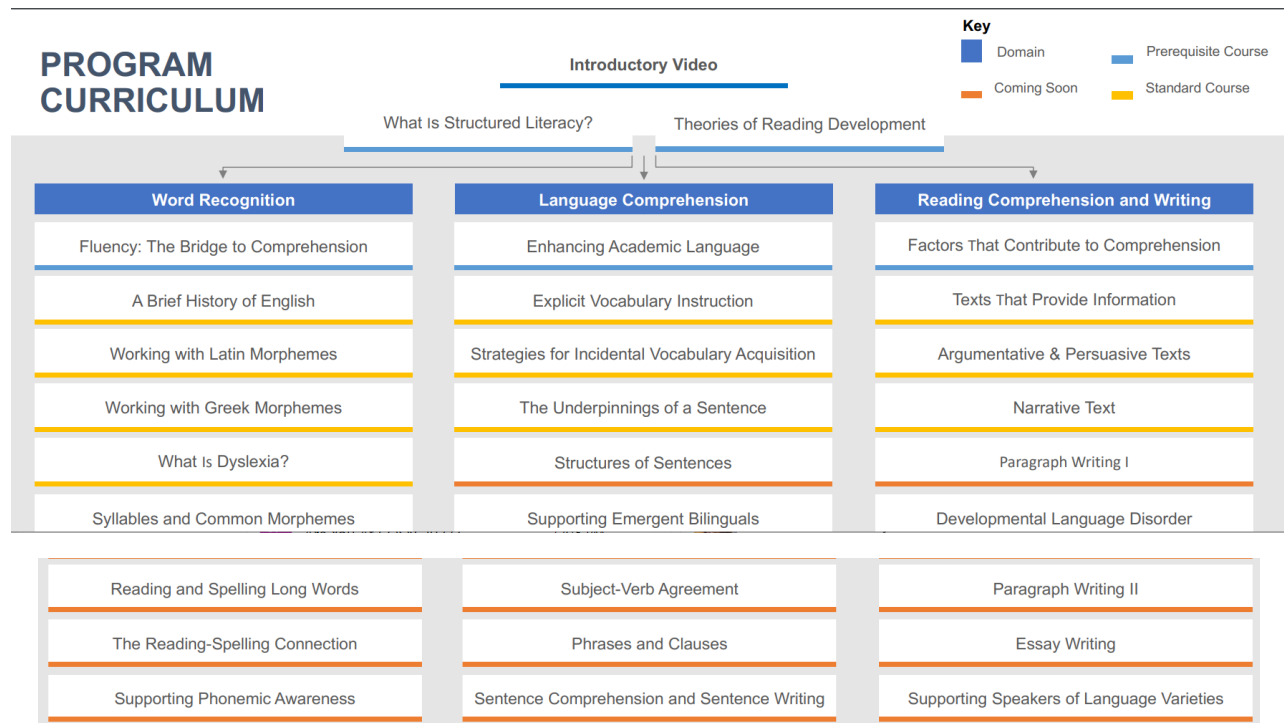 PROGRAM
CURRICULUM
Introductory Video
Key
Domain
Prerequisite Course
Coming Soon
Standard Course
What Is Structured Literacy?
Theories of Reading Development
Word Recognition
Fluency: The Bridge to Comprehension
A Brief History of English
Working with Latin Morphemes
Working with Greek Morphemes
What Is Dyslexia?
Syllables and Common Morphemes
Reading and Spelling Long Words
The Reading-Spelling Connection
Supporting Phonemic Awareness
Language Comprehension
Enhancing Academic Language
Explicit Vocabulary Instruction
Strategies for Incidental Vocabulary Acquisition
The Underpinnings of a Sentence
Structures of Sentences
Supporting Emergent Bilinguals
Subject-Verb Agreement
Phrases and Clauses
Sentence Comprehension and Sentence Writing
Reading Comprehension and Writing
Factors That Contribute to Comprehension
Texts That Provide Information
Argumentative & Persuasive Texts
Narrative Text
Paragraph Writing I
Developmental Language Disorder
Paragraph Writing II
Essay Writing
Supporting Speakers of Language Varieties